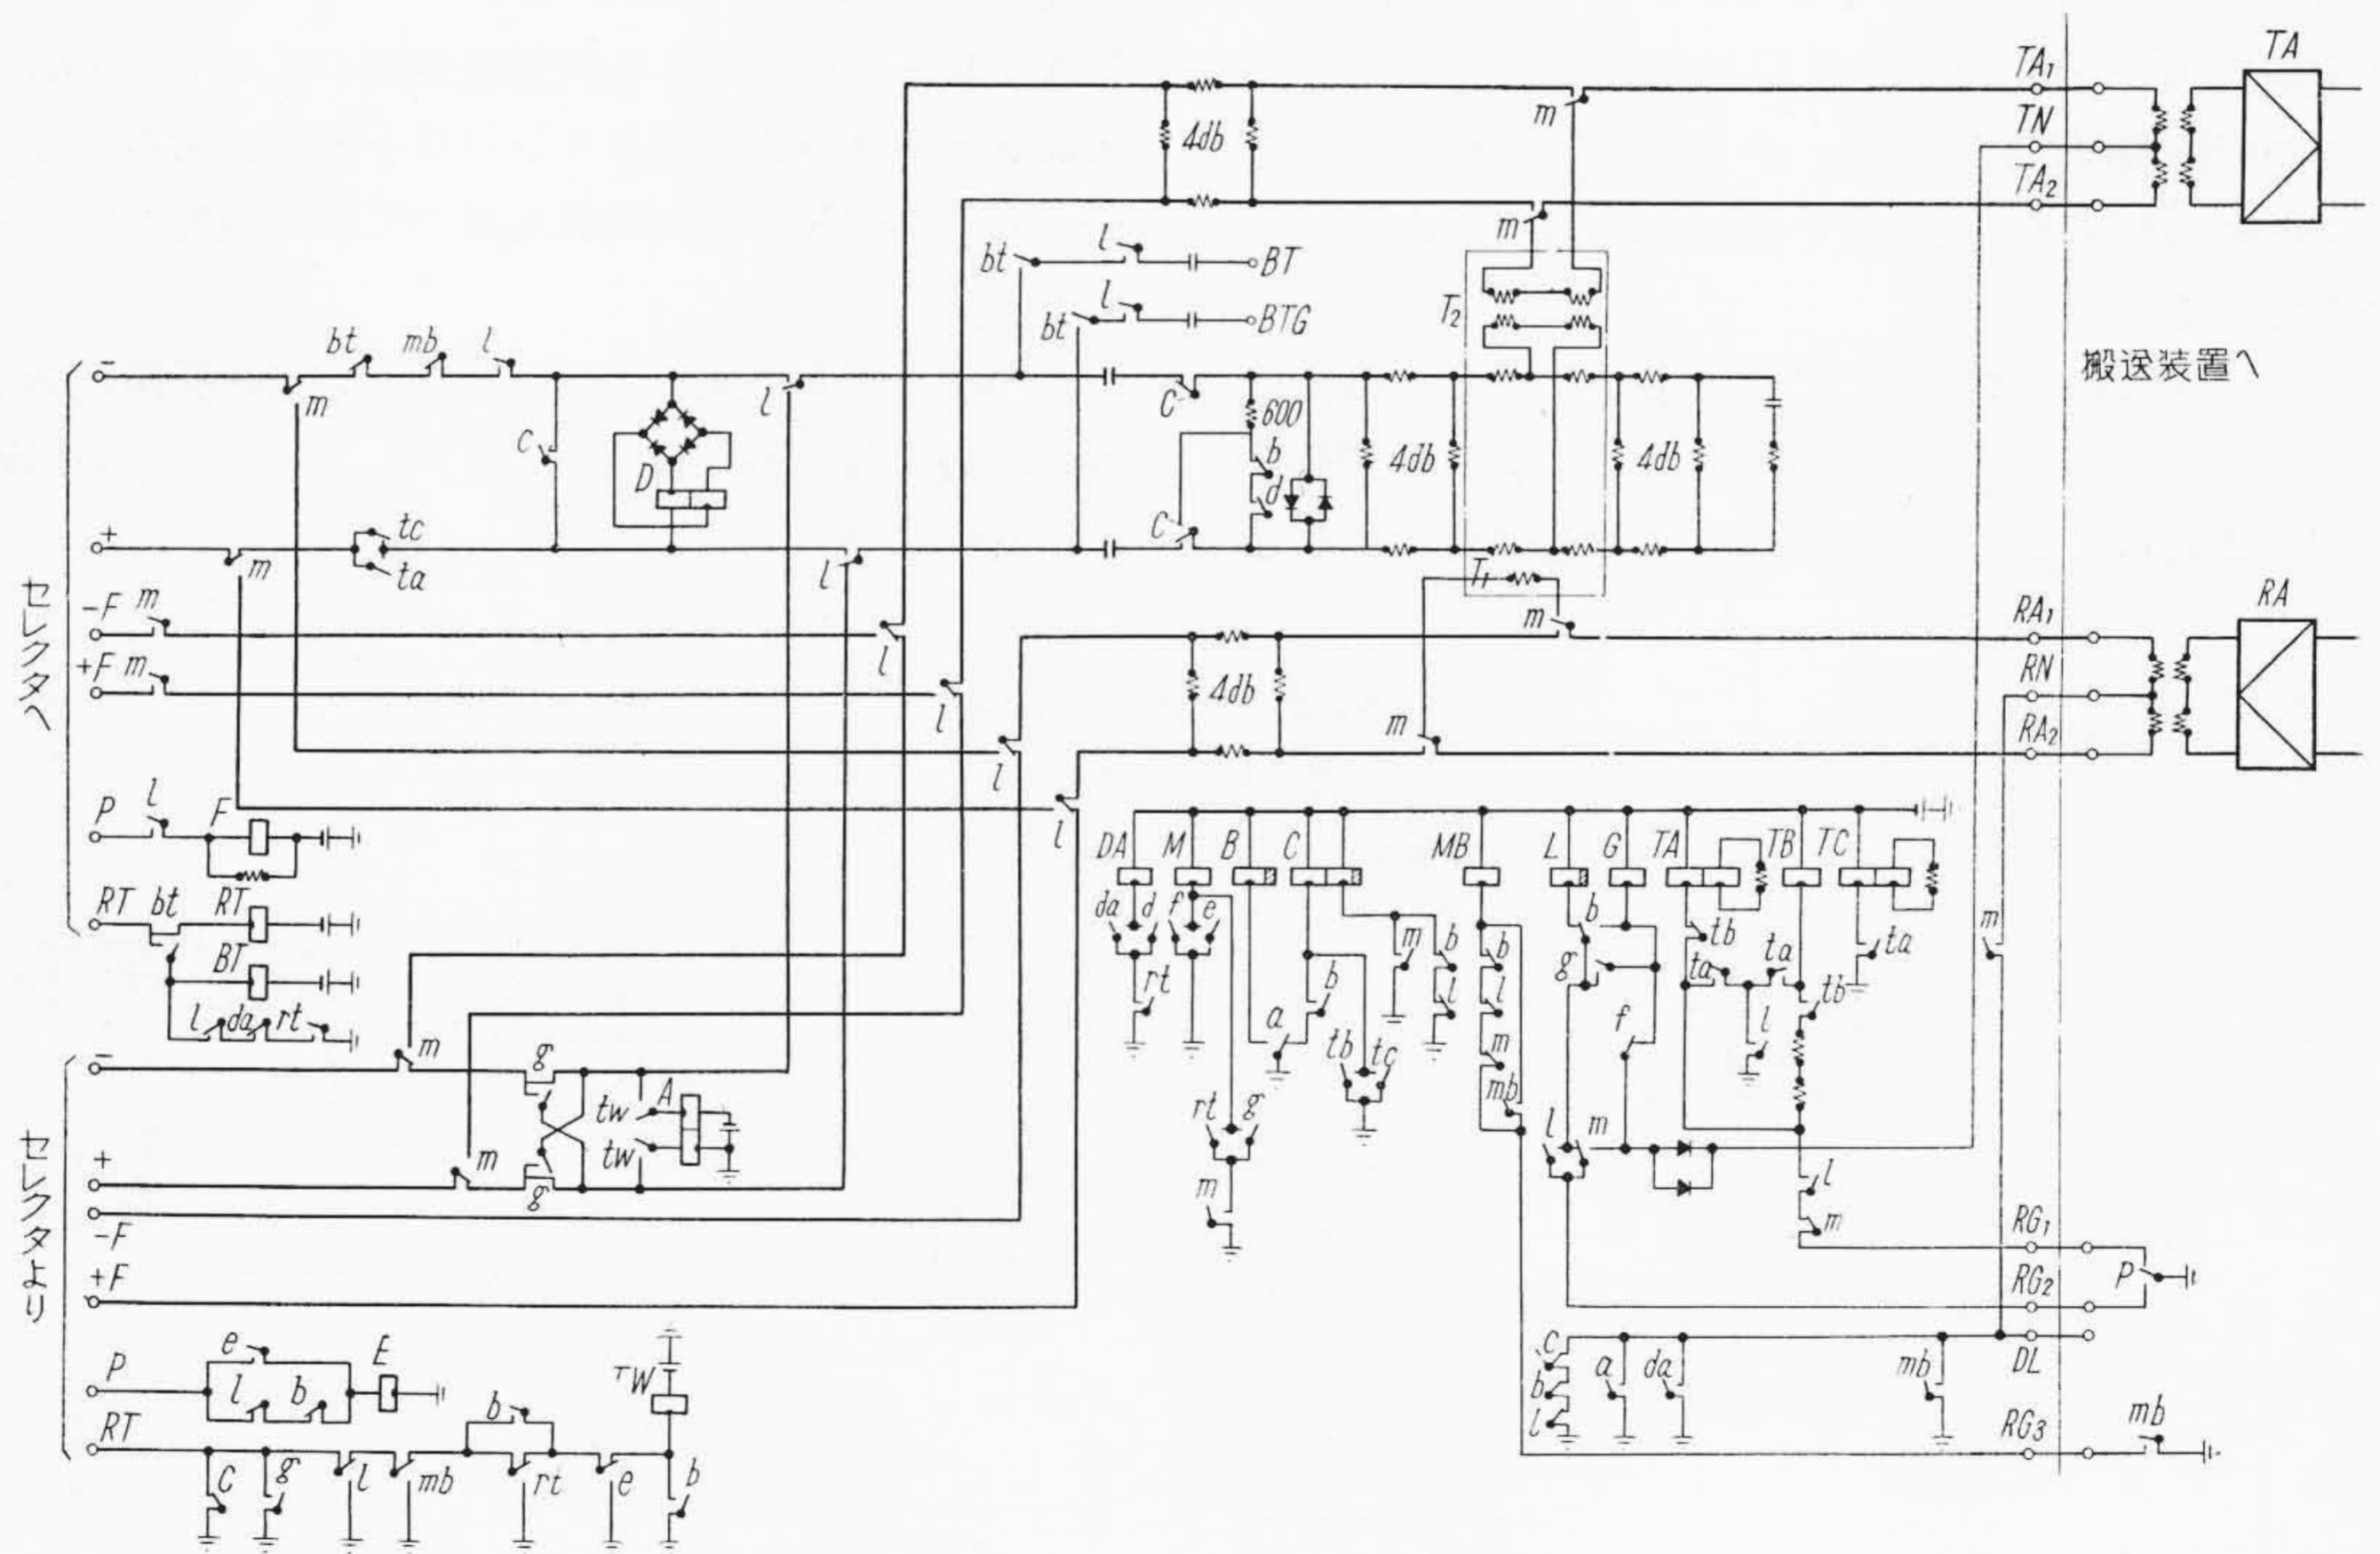 TA
TA₁
TN
TA₂
m
4db
m
bt
l
BT
bt
l
BTG
T₂
搬送装置へ
−
bt
mb
l
m
l
C
600
b
d
4db
4db
c
D
+
tc
ta
m
l
C
T₁
セレクタへ
−F
m
l
+F
m
l
m
4db
m
l
l
RA₁
RN
RA₂
RA
P
l
F
RT
bt
RT
BT
l
da
rt
DA
M
B
C
MB
L
G
TA
TB
TC
da
d
f
e
m
b
b
b
tb
ta
ta
ta
m
rt
a
b
l
l
g
tb
f
l
tb
tc
m
mb
rt
g
m
l
m
l
m
セレクタより
−
m
g
tw
A
tw
+
m
g
−F
+F
RG₁
P
RG₂
DL
RG₃
mb
c
b
l
a
da
mb
P
e
l
b
E
TW
RT
b
C
g
l
mb
rt
e
b